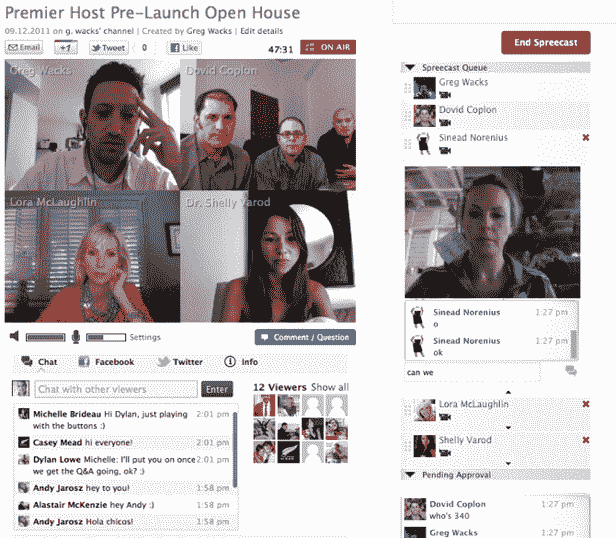 Premier Host Pre-Launch Open House
09.12.2011 on g. wacks' channel | Created by Greg Wacks | Edit details
Email +1 Tweet 0 Like 47:31 ON AIR
Greg Wacks Dovid Coplon
Lora McLaughlin Dr. Shelly Varod
Settings Comment / Question
Chat Facebook Twitter Info
Chat with other viewers Enter
12 Viewers Show all
Michelle Brideau Hi Dylan, just playing 2:01 pm
with the buttons :)
Casey Mead hi everyone! 2:01 pm
Dylan Lowe Michelle: I'll put you on once 2:01 pm
we get the Q&A going, ok? :)
Andy Jarosz hey to you! 1:58 pm
Alastair McKenzie hey Andy :) 1:58 pm
Andy Jarosz Hola chicos! 1:58 pm
End Spreecast
Spreecast Queue
Greg Wacks
Dovid Coplon
Sinead Norenius
Sinead Norenius 1:27 pm
o
Sinead Norenius 1:27 pm
ok
can we
Lora McLaughlin
Shelly Varod
Pending Approval
Dovid Coplon 1:27 pm
who's 340
Greg Wacks 1:27 pm